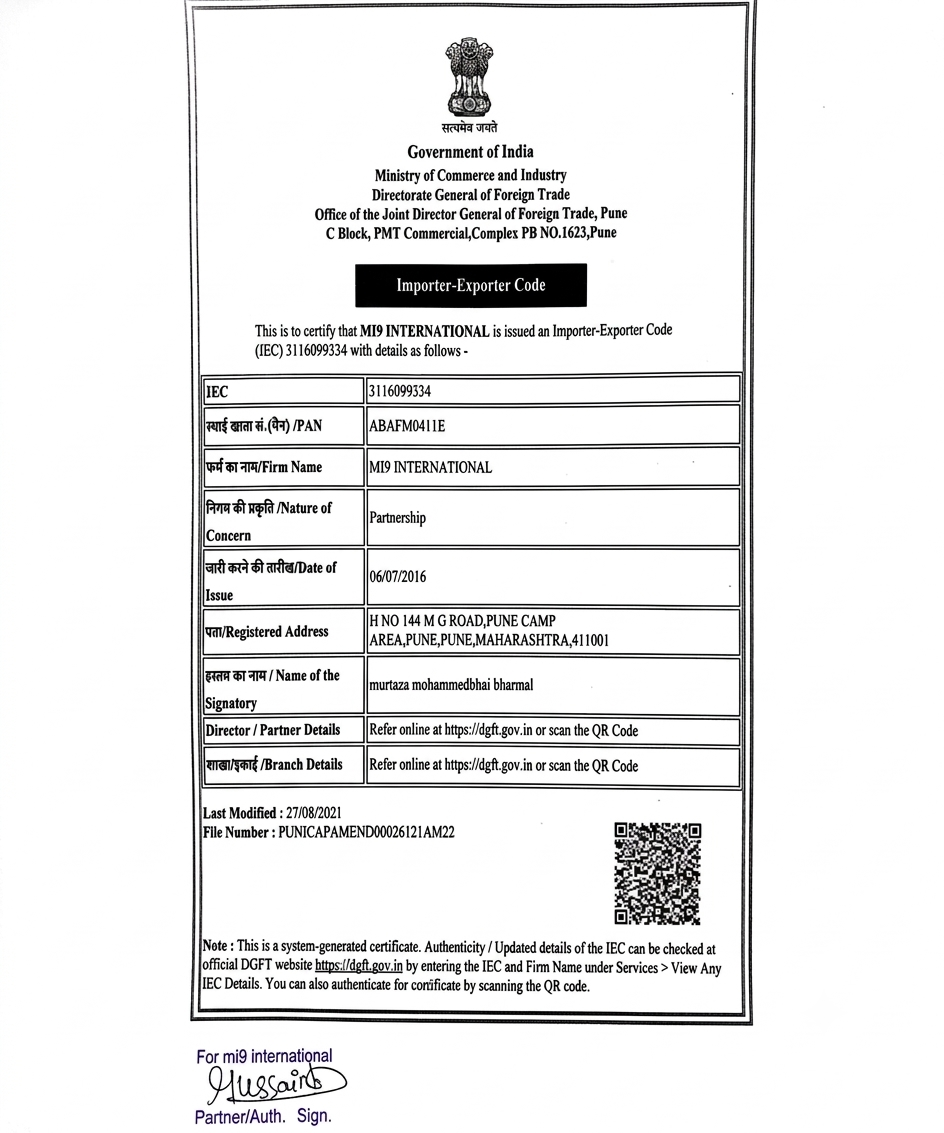 सत्यमेव जयते
Government of India
Ministry of Commerce and Industry
Directorate General of Foreign Trade
Office of the Joint Director General of Foreign Trade, Pune
C Block, PMT Commercial,Complex PB NO.1623,Pune
Importer-Exporter Code
This is to certify that MI9 INTERNATIONAL is issued an Importer-Exporter Code
(IEC) 3116099334 with details as follows -
IEC 3116099334
स्थाई खाता सं.(पैन) /PAN ABAFM0411E
फर्म का नाम/Firm Name MI9 INTERNATIONAL
निगम की प्रकृति /Nature of
Concern
Partnership
जारी करने की तारीख/Date of
Issue
06/07/2016
पता/Registered Address
H NO 144 M G ROAD,PUNE CAMP
AREA,PUNE,PUNE,MAHARASHTRA,411001
हस्ताक्षर का नाम / Name of the
Signatory
murtaza mohammedbhai bharmal
Director / Partner Details Refer online at https://dgft.gov.in or scan the QR Code
शाखा/इकाई /Branch Details Refer online at https://dgft.gov.in or scan the QR Code
Last Modified : 27/08/2021
File Number : PUNICAPAMEND00026121AM22
Note : This is a system-generated certificate. Authenticity / Updated details of the IEC can be checked at
official DGFT website https://dgft.gov.in by entering the IEC and Firm Name under Services > View Any
IEC Details. You can also authenticate for certificate by scanning the QR code.
For mi9 international
Hussain
Partner/Auth. Sign.